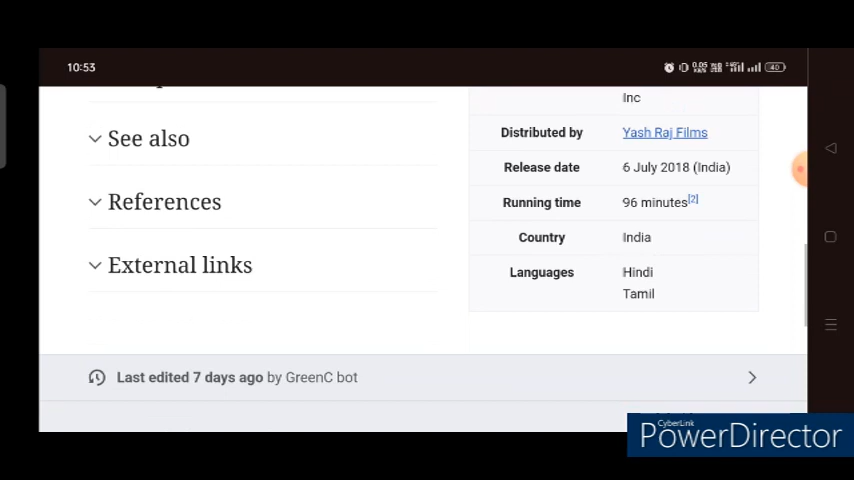 10:53
Inc
See also
Distributed by Yash Raj Films
Release date 6 July 2018 (India)
References
Running time 96 minutes[2]
Country India
External links
Languages Hindi
Tamil
Last edited 7 days ago by GreenC bot
CyberLink
PowerDirector